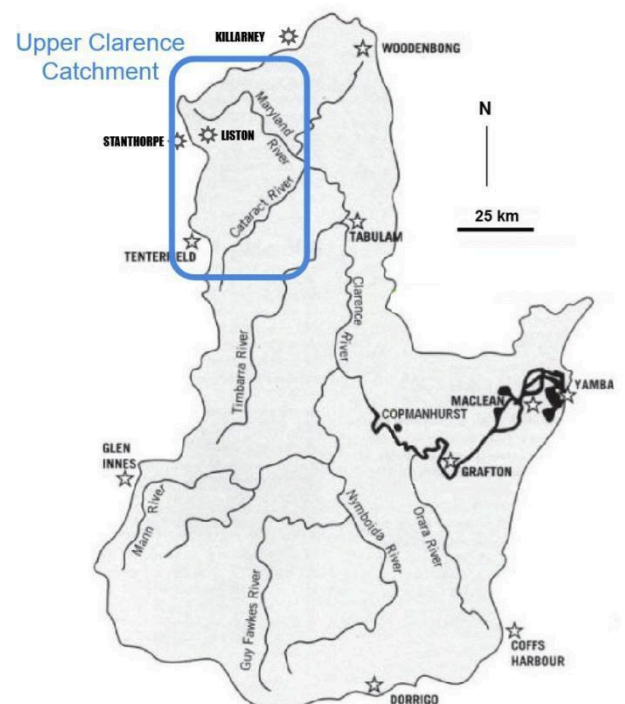 KILLARNEY
WOODENBONG
Upper Clarence
Catchment
STANTHORPE
LISTON
Maryland
River
N
25 km
Cataract River
TENTERFIELD
TABULAM
Clarence
River
Timbarra River
YAMBA
MACLEAN
COPMANHURST
GRAFTON
GLEN
INNES
Mann River
Nymboida River
Orara River
Guy Fawkes River
COFFS
HARBOUR
DORRIGO